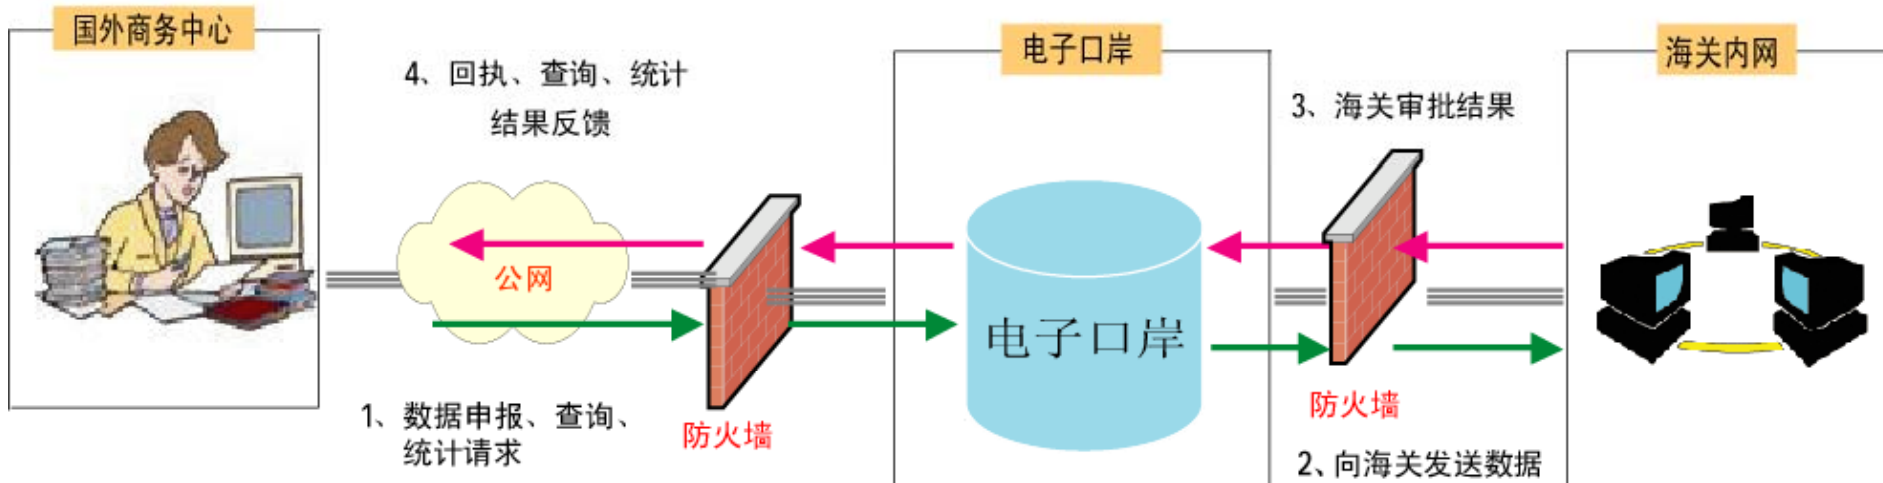 国外商务中心
4、回执、查询、统计
结果反馈
公网
1、数据申报、查询、
统计请求
防火墙
电子口岸
电子口岸
3、海关审批结果
防火墙
2、向海关发送数据
海关内网